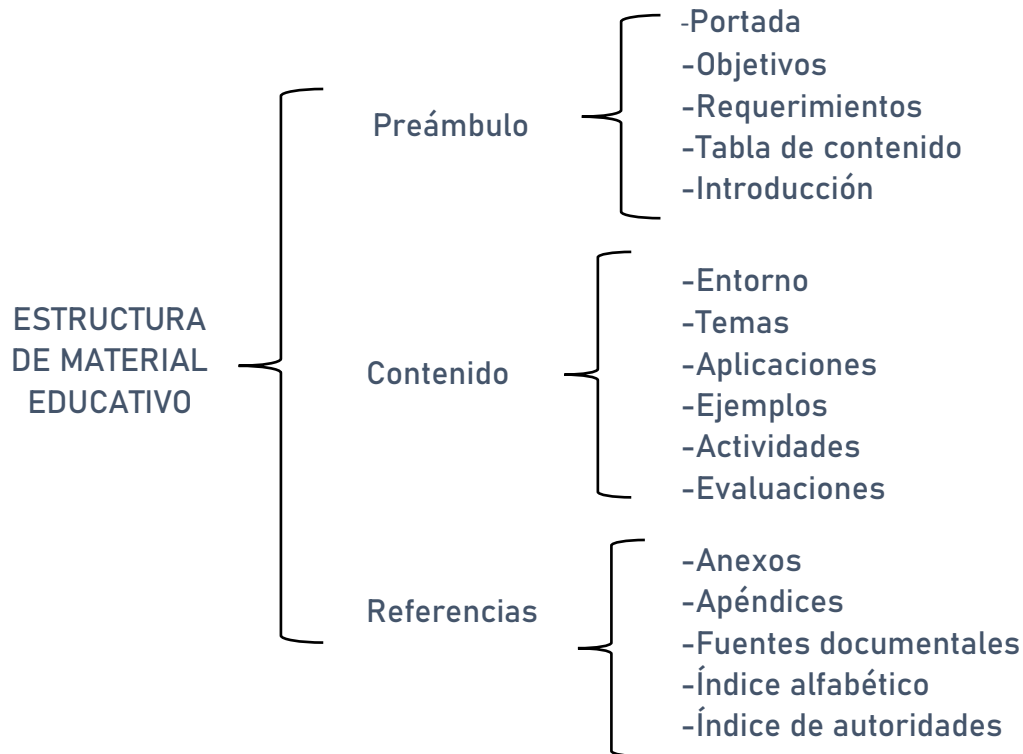 ESTRUCTURA
DE MATERIAL
EDUCATIVO
Preámbulo
-Portada
-Objetivos
-Requerimientos
-Tabla de contenido
-Introducción
Contenido
-Entorno
-Temas
-Aplicaciones
-Ejemplos
-Actividades
-Evaluaciones
Referencias
-Anexos
-Apéndices
-Fuentes documentales
-Índice alfabético
-Índice de autoridades